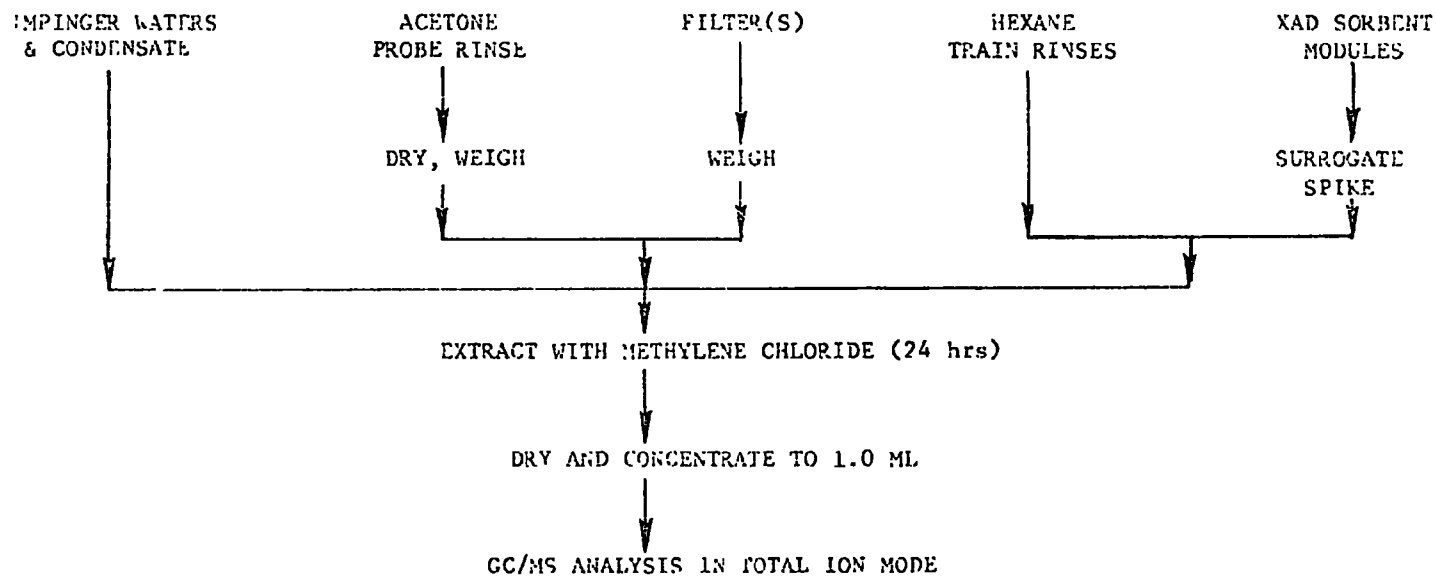 IMPINGER WATERS
& CONDENSATE
ACETONE
PROBE RINSE
FILTER(S)
HEXANE
TRAIN RINSES
XAD SORBENT
MODULES
DRY, WEIGH
WEIGH
SURROGATE
SPIKE
EXTRACT WITH METHYLENE CHLORIDE (24 hrs)
DRY AND CONCENTRATE TO 1.0 ML
GC/MS ANALYSIS IN TOTAL ION MODE